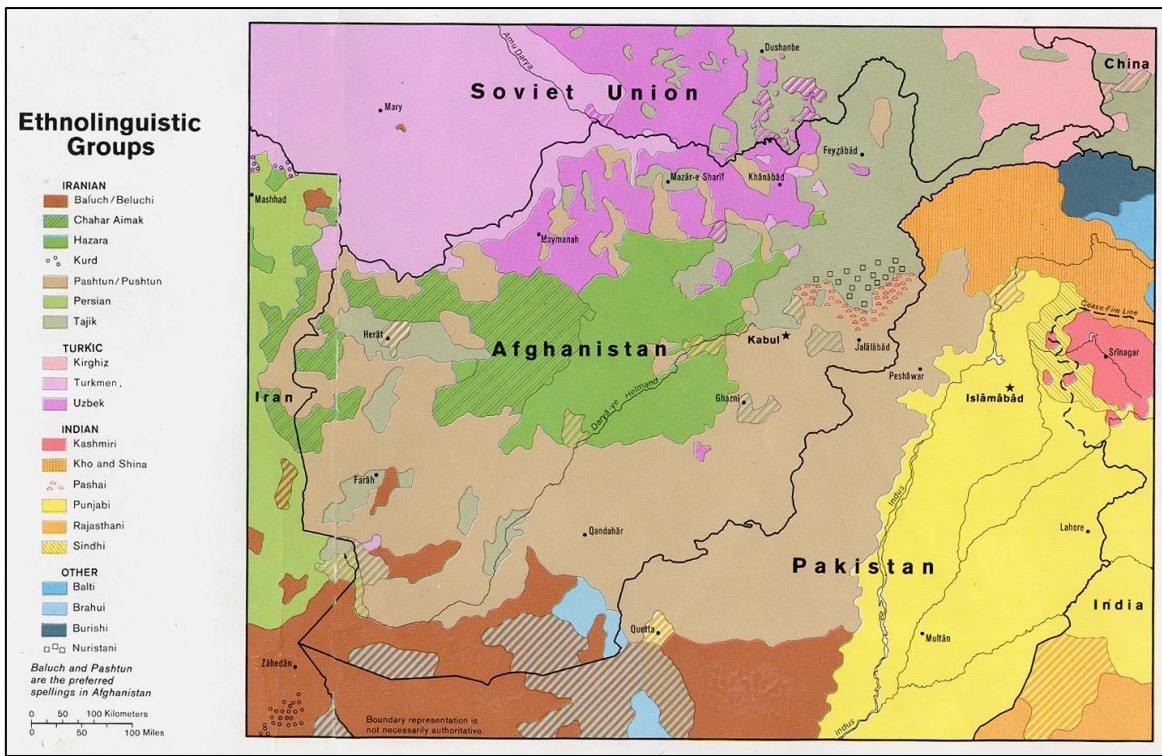 Ethnolinguistic
Groups
IRANIAN
Baluch/Beluchi
Chahar Aimak
Hazara
Kurd
Pashtun/Pushtun
Persian
Tajik
TURKIC
Kirghiz
Turkmen
Uzbek
INDIAN
Kashmiri
Kho and Shina
Pashai
Punjabi
Rajasthani
Sindhi
OTHER
Balti
Brahui
Burishi
Nuristani
Baluch and Pashtun
are the preferred
spellings in Afghanistan
0 50 100 Kilometers
0 50 100 Miles
Amu Darya
Dushanbe
China
Soviet Union
Mary
Feyẕābād
Mazār-e Sharīf
Khānābād
Mashhad
Maymanah
Cease-Fire Line
Herāt
Afghanistan
Kabul
Jalālābād
Srīnagar
Peshāwar
Iran
Daryā-ye Helmand
Ghaznī
Islāmābād
Farāh
Indus
Qandahār
Lahore
Pakistan
India
Quetta
Multān
Zāhedān
Indus
Boundary representation is
not necessarily authoritative.